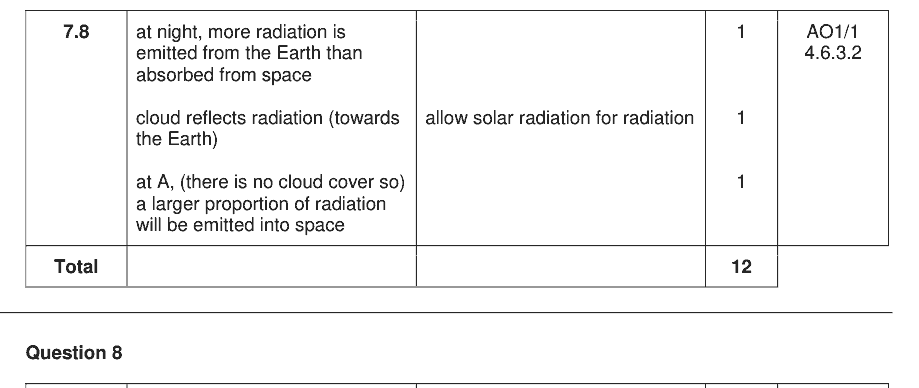 7.8 at night, more radiation is 1 AO1/1
emitted from the Earth than 4.6.3.2
absorbed from space
cloud reflects radiation (towards allow solar radiation for radiation 1
the Earth)
at A, (there is no cloud cover so) 1
a larger proportion of radiation
will be emitted into space
Total 12
Question 8